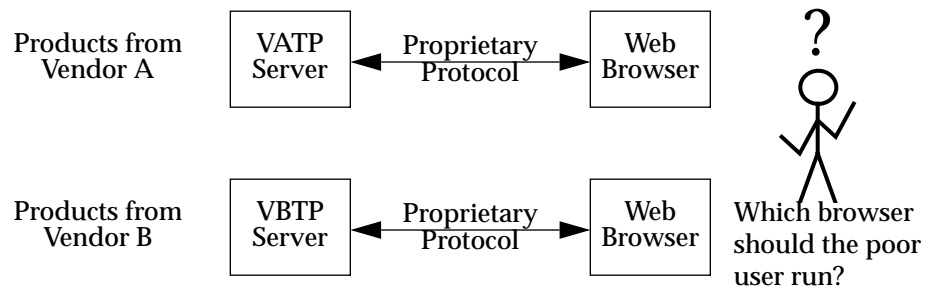 Products from
Vendor A
VATP
Server
Proprietary
Protocol
Web
Browser
?
Products from
Vendor B
VBTP
Server
Proprietary
Protocol
Web
Browser
Which browser
should the poor
user run?